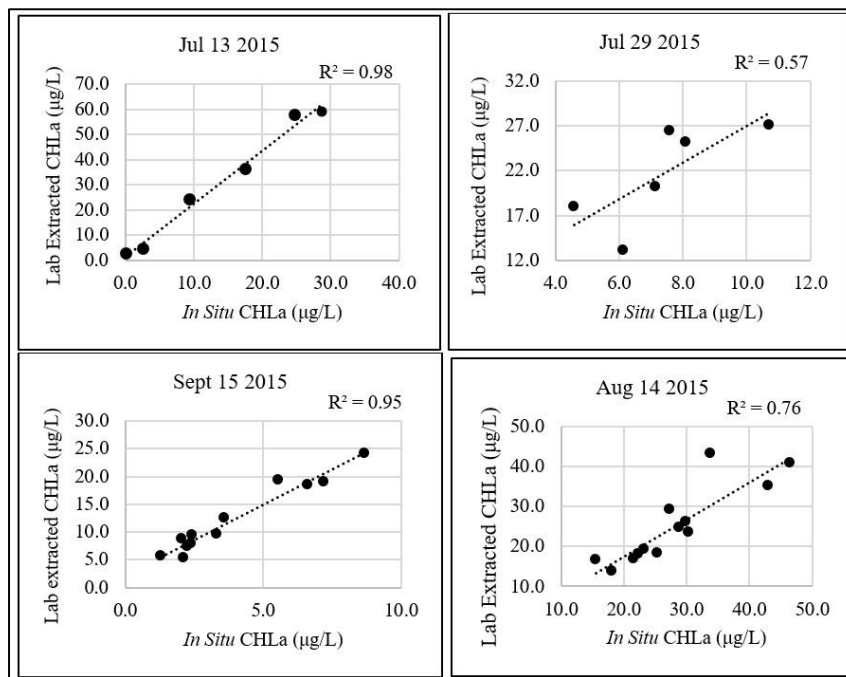 Jul 13 2015
R² = 0.98
Lab Extracted CHLa (µg/L)
70.0
60.0
50.0
40.0
30.0
20.0
10.0
0.0
0.0 10.0 20.0 30.0 40.0
In Situ CHLa (µg/L)
Jul 29 2015
R² = 0.57
Lab Extracted CHLa (µg/L)
32.0
27.0
22.0
17.0
12.0
4.0 6.0 8.0 10.0 12.0
In Situ CHLa (µg/L)
Sept 15 2015
R² = 0.95
Lab extracted CHLa (µg/L)
30.0
25.0
20.0
15.0
10.0
5.0
0.0
0.0 5.0 10.0
In Situ CHLa (µg/L)
Aug 14 2015
R² = 0.76
Lab Extracted CHLa (µg/L)
50.0
40.0
30.0
20.0
10.0
10.0 20.0 30.0 40.0 50.0
In Situ CHLa (µg/L)